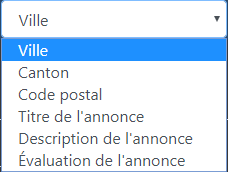 Ville
Ville
Canton
Code postal
Titre de l'annonce
Description de l'annonce
Évaluation de l'annonce